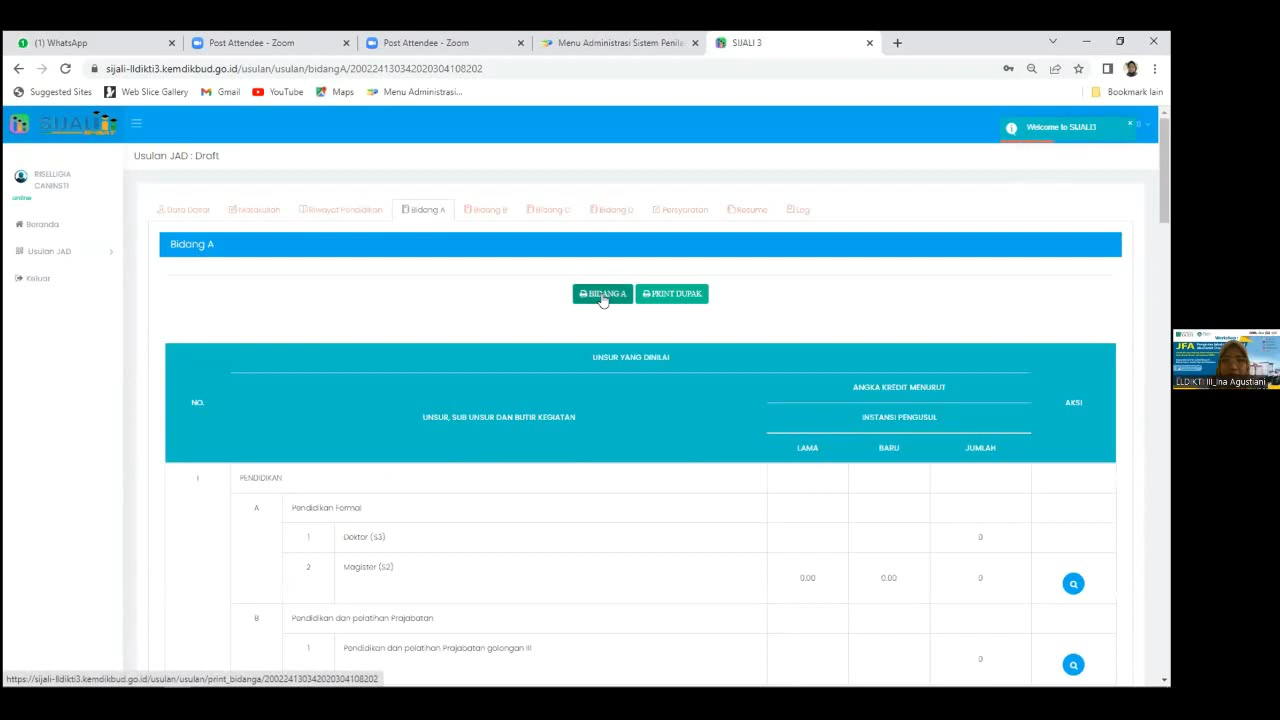 (1) WhatsApp
Post Attendee - Zoom
Post Attendee - Zoom
Menu Administrasi Sistem Penila
SIJALI 3
sijali-lldikti3.kemdikbud.go.id/usulan/usulan/bidangA/200224130342020304108202
Suggested Sites
Web Slice Gallery
Gmail
YouTube
Maps
Menu Administrasi...
Bookmark lain
SIJALI
Welcome to SIJALI3
RISELLIGIA
CANINSTI
online
Beranda
Usulan JAD
Keluar
Usulan JAD : Draft
Data Dasar
Matakuliah
Riwayat Pendidikan
Bidang A
Bidang B
Bidang C
Bidang D
Persyaratan
Resume
Log
Bidang A
BIDANG A
PRINT DUPAK
UNSUR YANG DINILAI
NO.
UNSUR, SUB UNSUR DAN BUTIR KEGIATAN
ANGKA KREDIT MENURUT
INSTANSI PENGUSUL
LAMA
BARU
JUMLAH
AKSI
I
PENDIDIKAN
A
Pendidikan Formal
1
Doktor (S3)
0
2
Magister (S2)
0.00
0.00
0
B
Pendidikan dan pelatihan Prajabatan
1
Pendidikan dan pelatihan Prajabatan golongan III
0
https://sijali-lldikti3.kemdikbud.go.id/usulan/usulan/print_bidanga/200224130342020304108202
Workshop
JFA
LLDIKTI III_Ina Agustiani